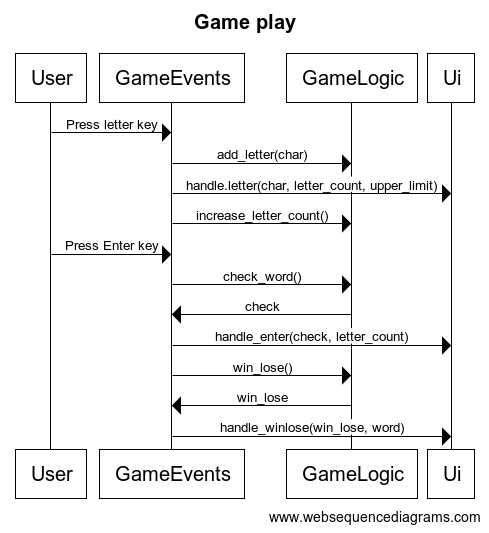 Game play
User GameEvents GameLogic Ui
Press letter key
add_letter(char)
handle.letter(char, letter_count, upper_limit)
increase_letter_count()
Press Enter key
check_word()
check
handle_enter(check, letter_count)
win_lose()
win_lose
handle_winlose(win_lose, word)
User GameEvents GameLogic Ui
www.websequencediagrams.com